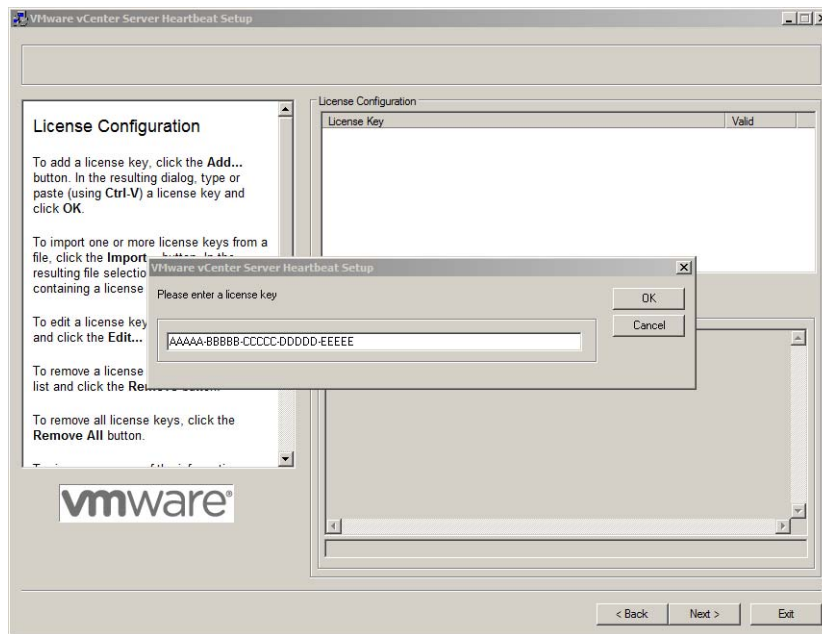 VMware vCenter Server Heartbeat Setup
License Configuration
To add a license key, click the Add...
button. In the resulting dialog, type or
paste (using Ctrl-V) a license key and
click OK.
To import one or more license keys from a
file, click the Import
resulting file selectio
containing a license
To edit a license key
and click the Edit...
To remove a license
list and click the
To remove all license keys, click the
Remove All button.
License Configuration
License Key
Valid
VMware vCenter Server Heartbeat Setup
Please enter a license key
AAAAA-BBBBB-CCCCC-DDDDD-EEEEE
OK
Cancel
vmware®
< Back
Next >
Exit